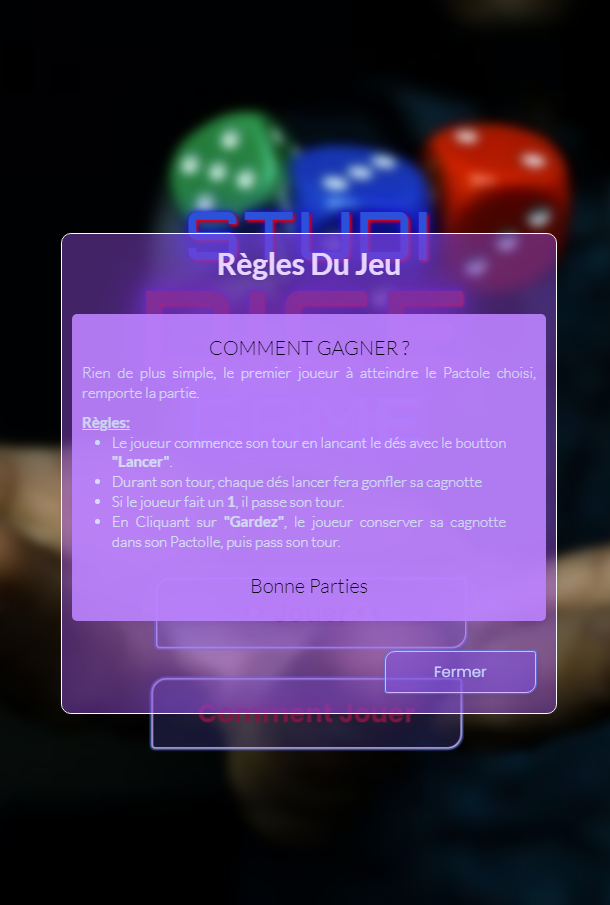 STUDI
Règles Du Jeu
DICE
COMMENT GAGNER ?
Rien de plus simple, le premier joueur à atteindre le Pactole choisi,
remporte la partie.
Règles:
Le joueur commence son tour en lancant le dés avec le boutton
"Lancer".
Durant son tour, chaque dés lancer fera gonfler sa cagnotte
Si le joueur fait un 1, il passe son tour.
En Cliquant sur "Gardez", le joueur conserver sa cagnotte
dans son Pactolle, puis pass son tour.
Bonne Parties
Fermer
Comment Jouer